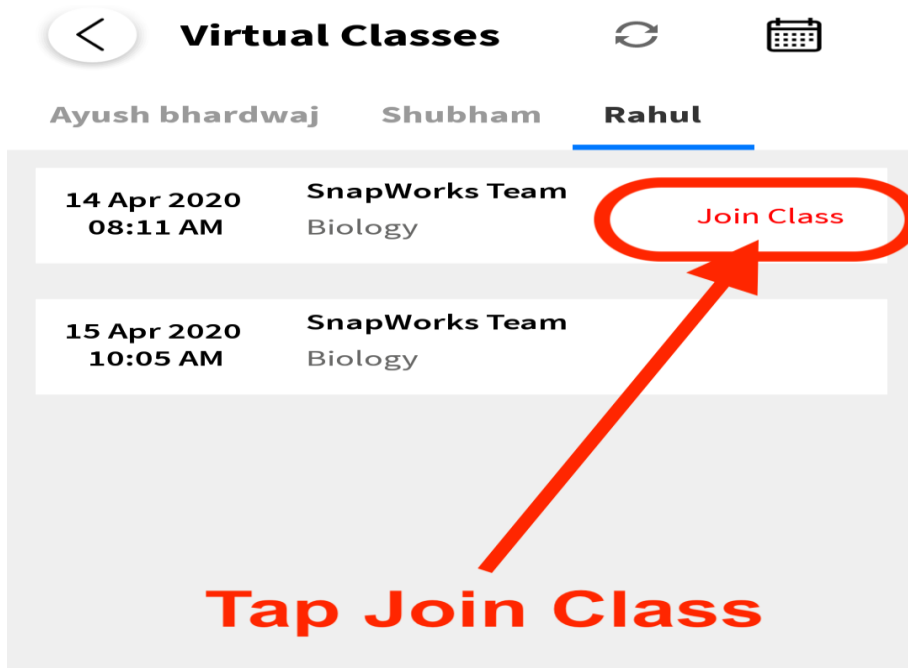 Virtual Classes
Ayush bhardwaj Shubham Rahul
14 Apr 2020
08:11 AM
SnapWorks Team
Biology
Join Class
15 Apr 2020
10:05 AM
SnapWorks Team
Biology
Tap Join Class